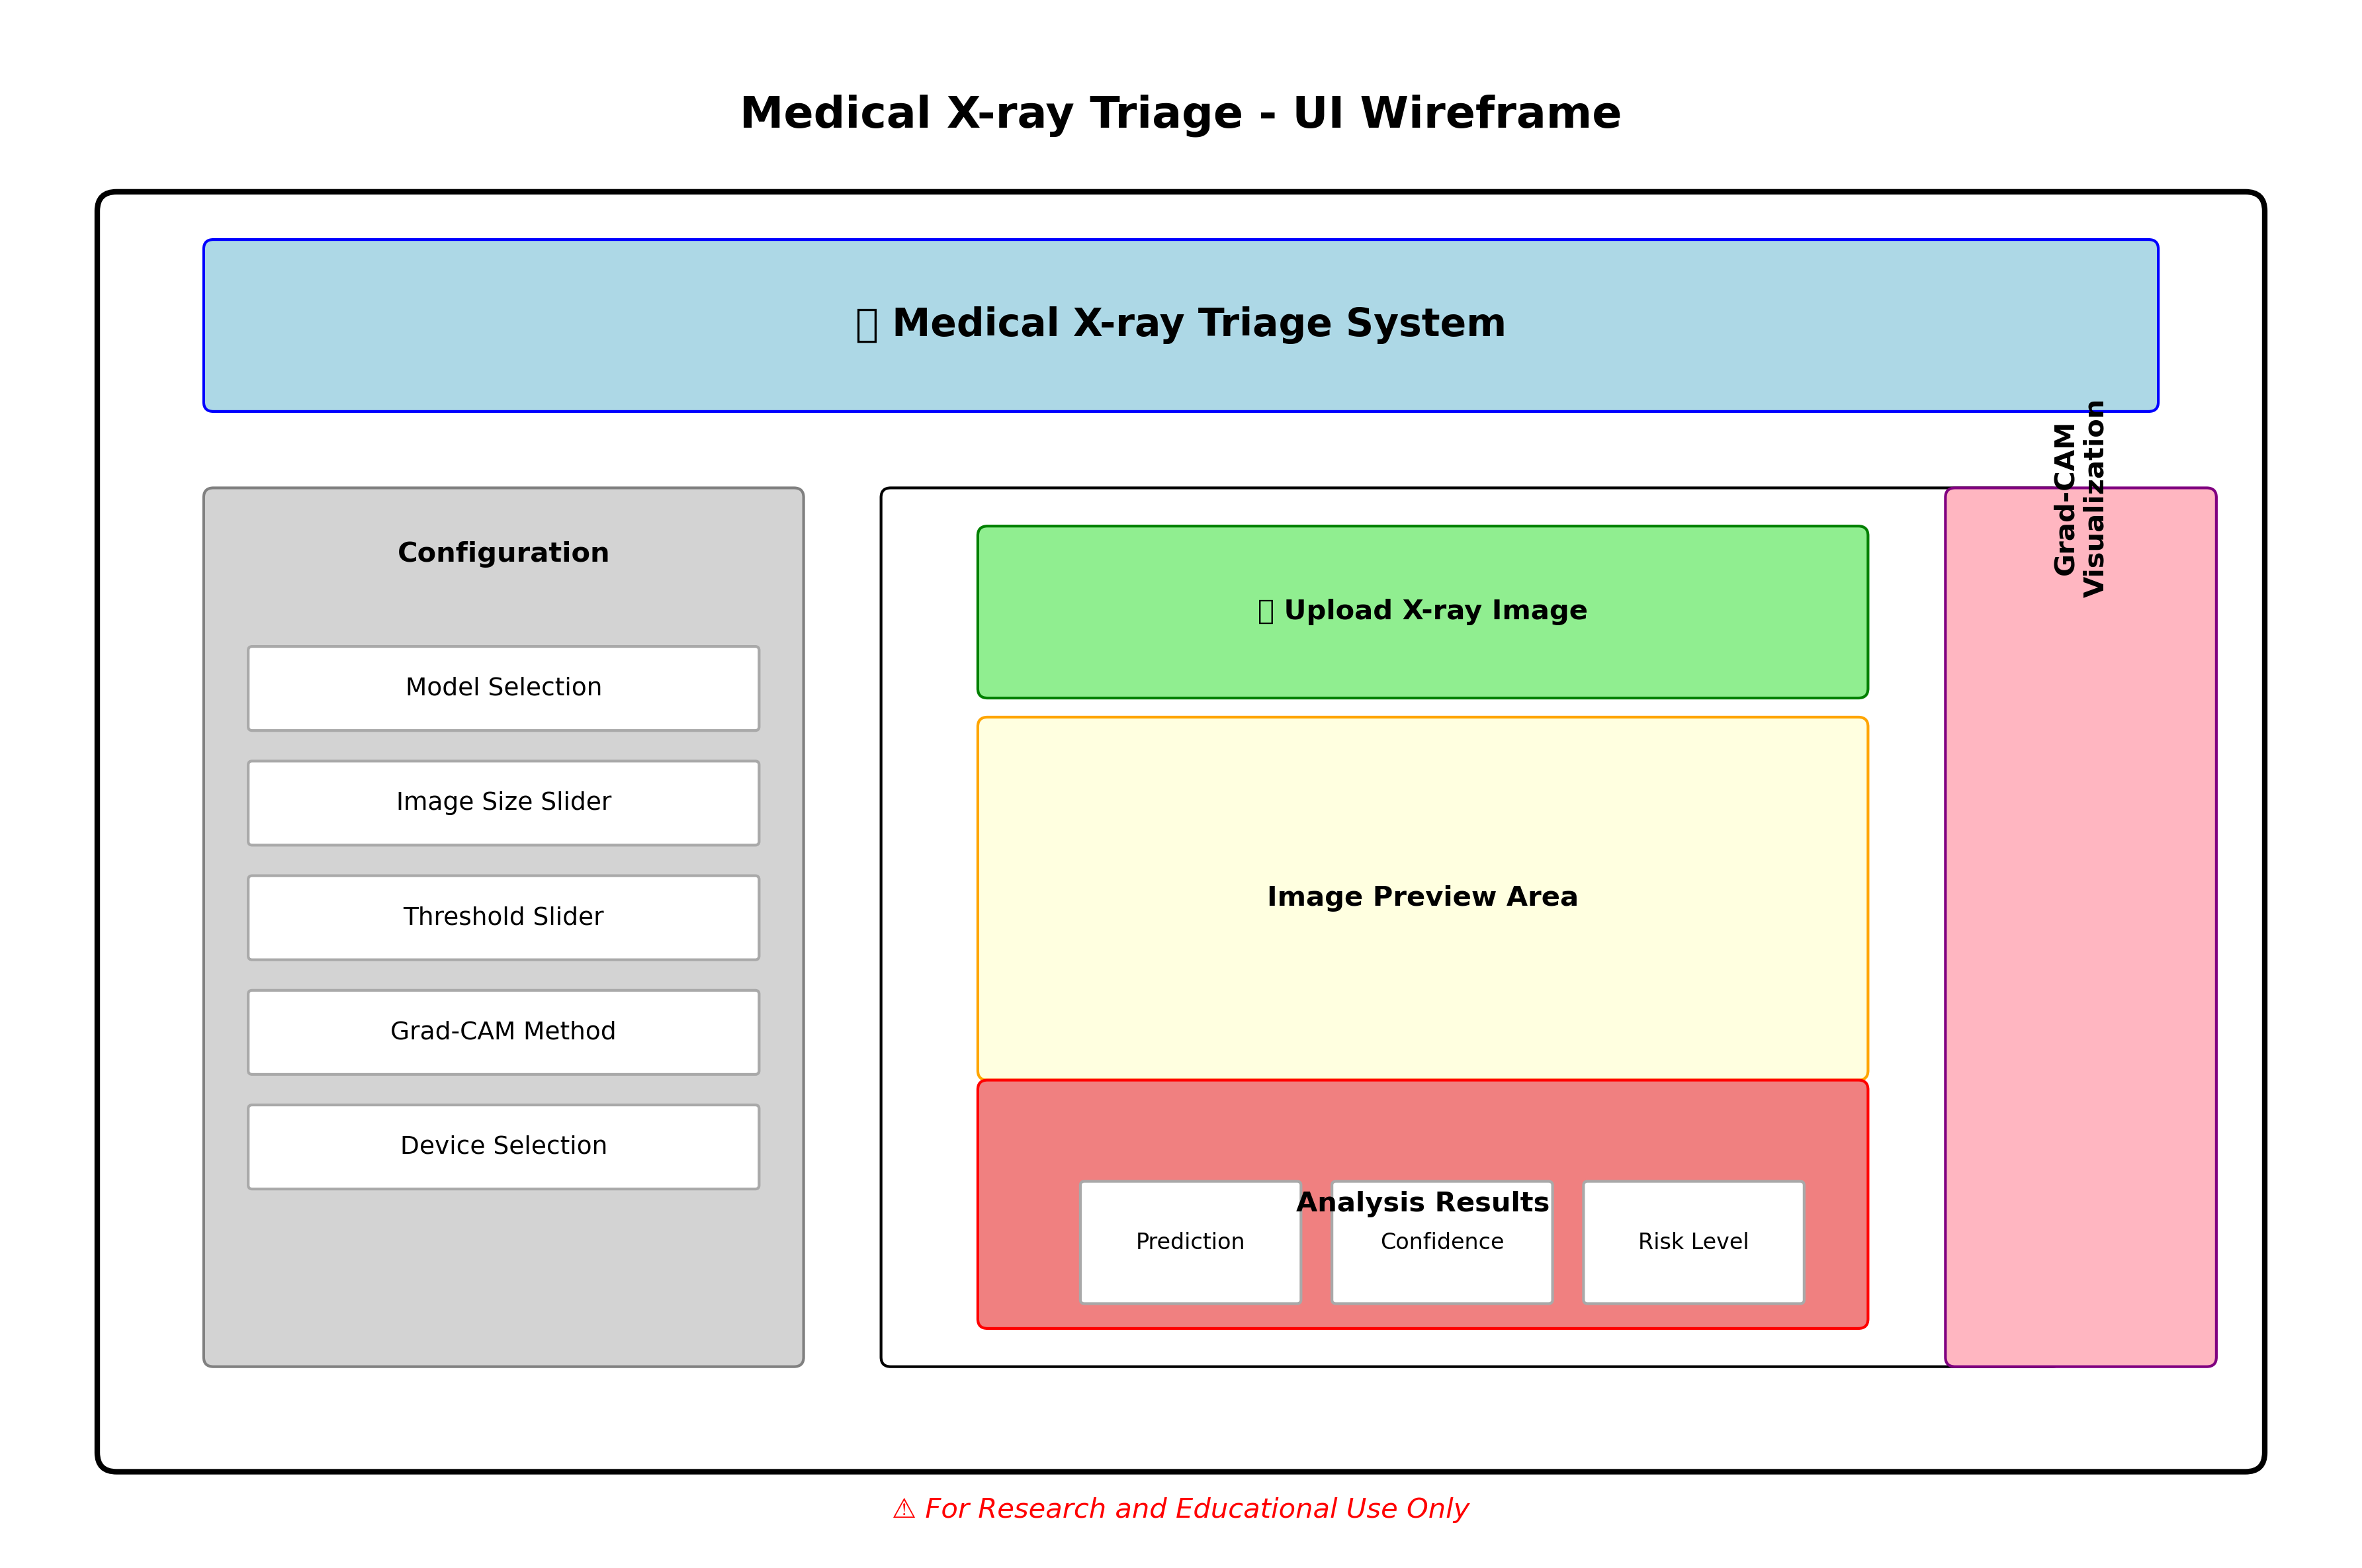 Medical X-ray Triage - UI Wireframe
▯ Medical X-ray Triage System
Configuration
Model Selection
Image Size Slider
Threshold Slider
Grad-CAM Method
Device Selection
▯ Upload X-ray Image
Image Preview Area
Analysis Results
Prediction
Confidence
Risk Level
Grad-CAM
Visualization
⚠ For Research and Educational Use Only